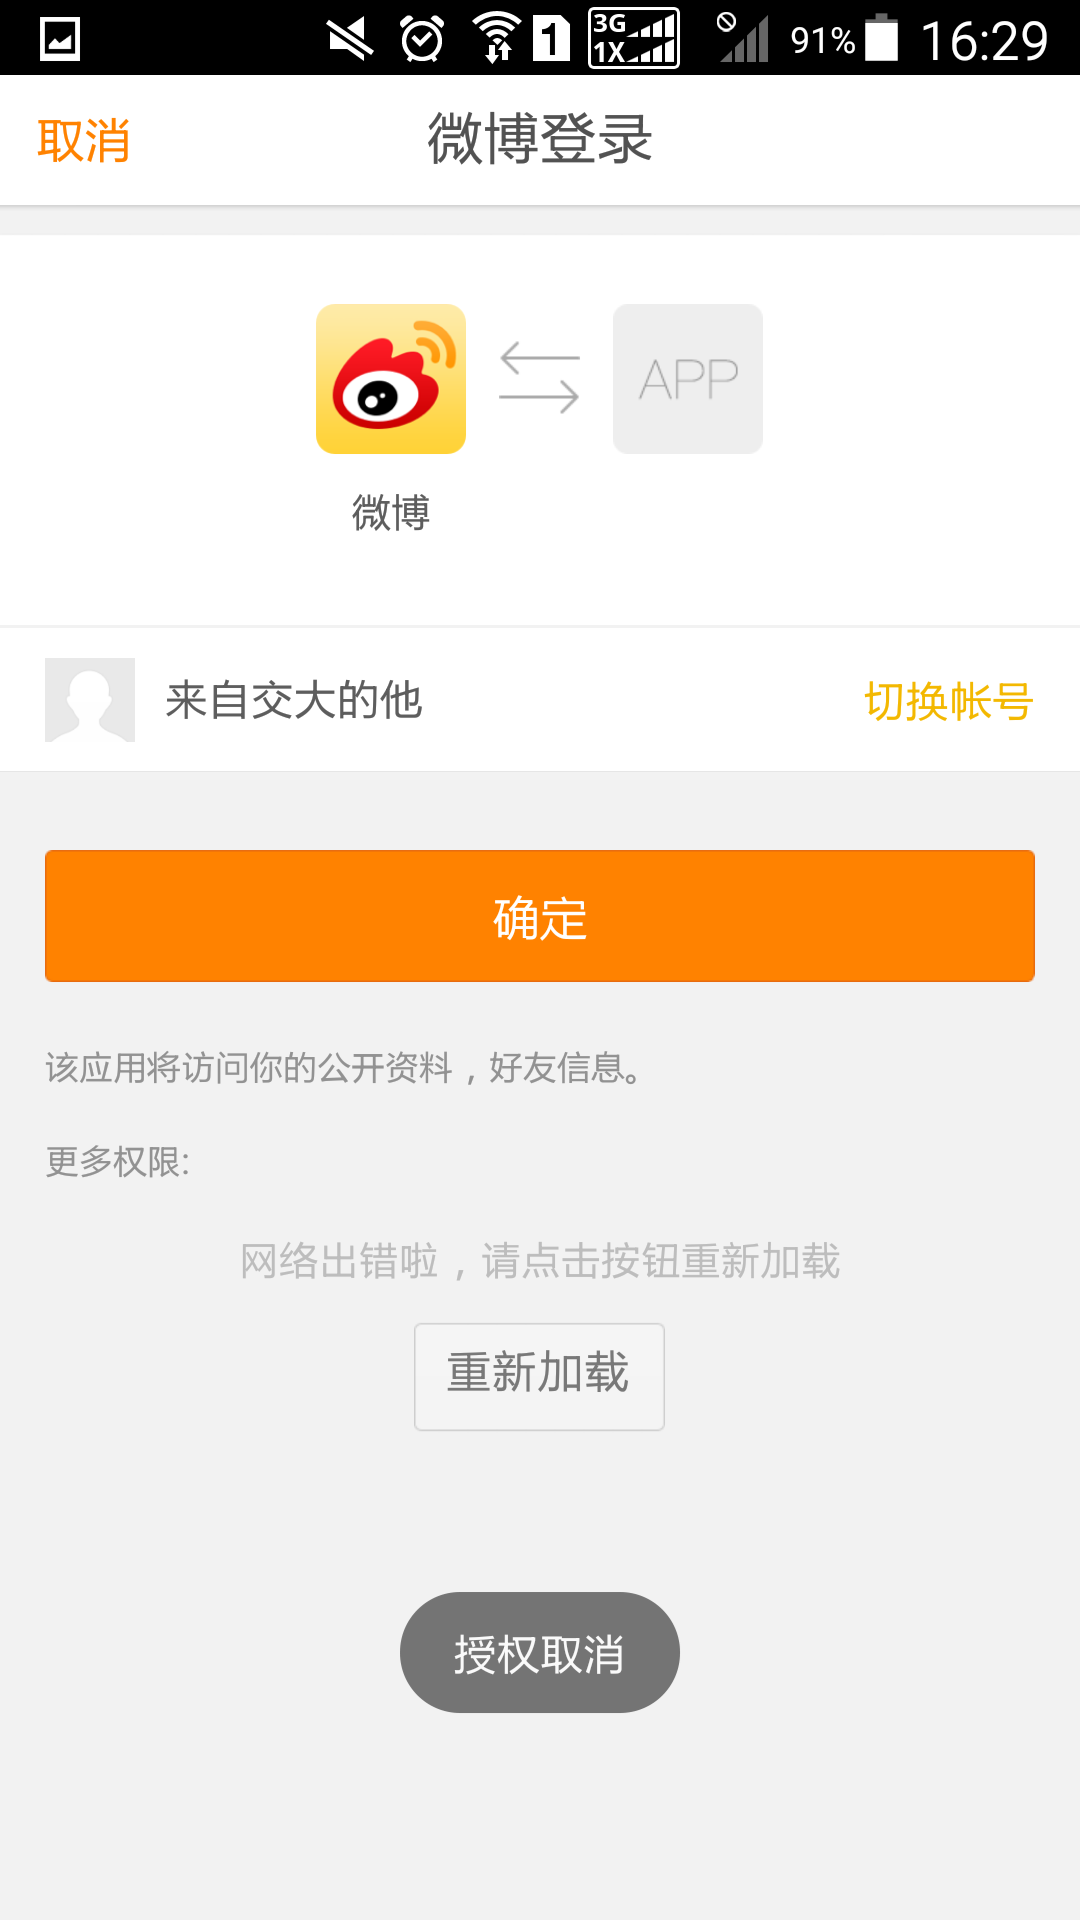 1 3G 1X 91% 16:29
取消 微博登录
APP
微博
来自交大的他 切换帐号
确定
该应用将访问你的公开资料，好友信息。
更多权限:
网络出错啦，请点击按钮重新加载
重新加载
授权取消